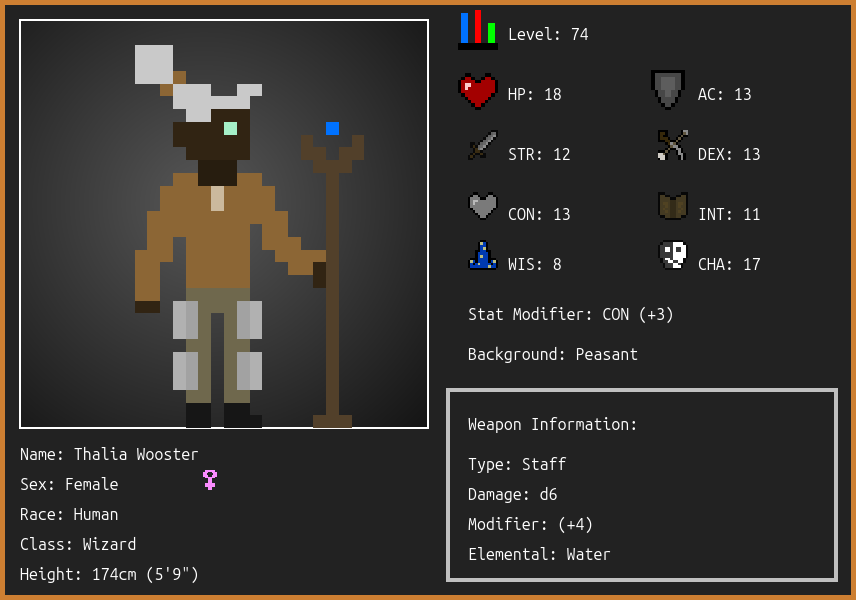 Level: 74
HP: 18
AC: 13
STR: 12
DEX: 13
CON: 13
INT: 11
WIS: 8
CHA: 17
Stat Modifier: CON (+3)
Background: Peasant
Weapon Information:
Type: Staff
Damage: d6
Modifier: (+4)
Elemental: Water
Name: Thalia Wooster
Sex: Female
Race: Human
Class: Wizard
Height: 174cm (5'9")